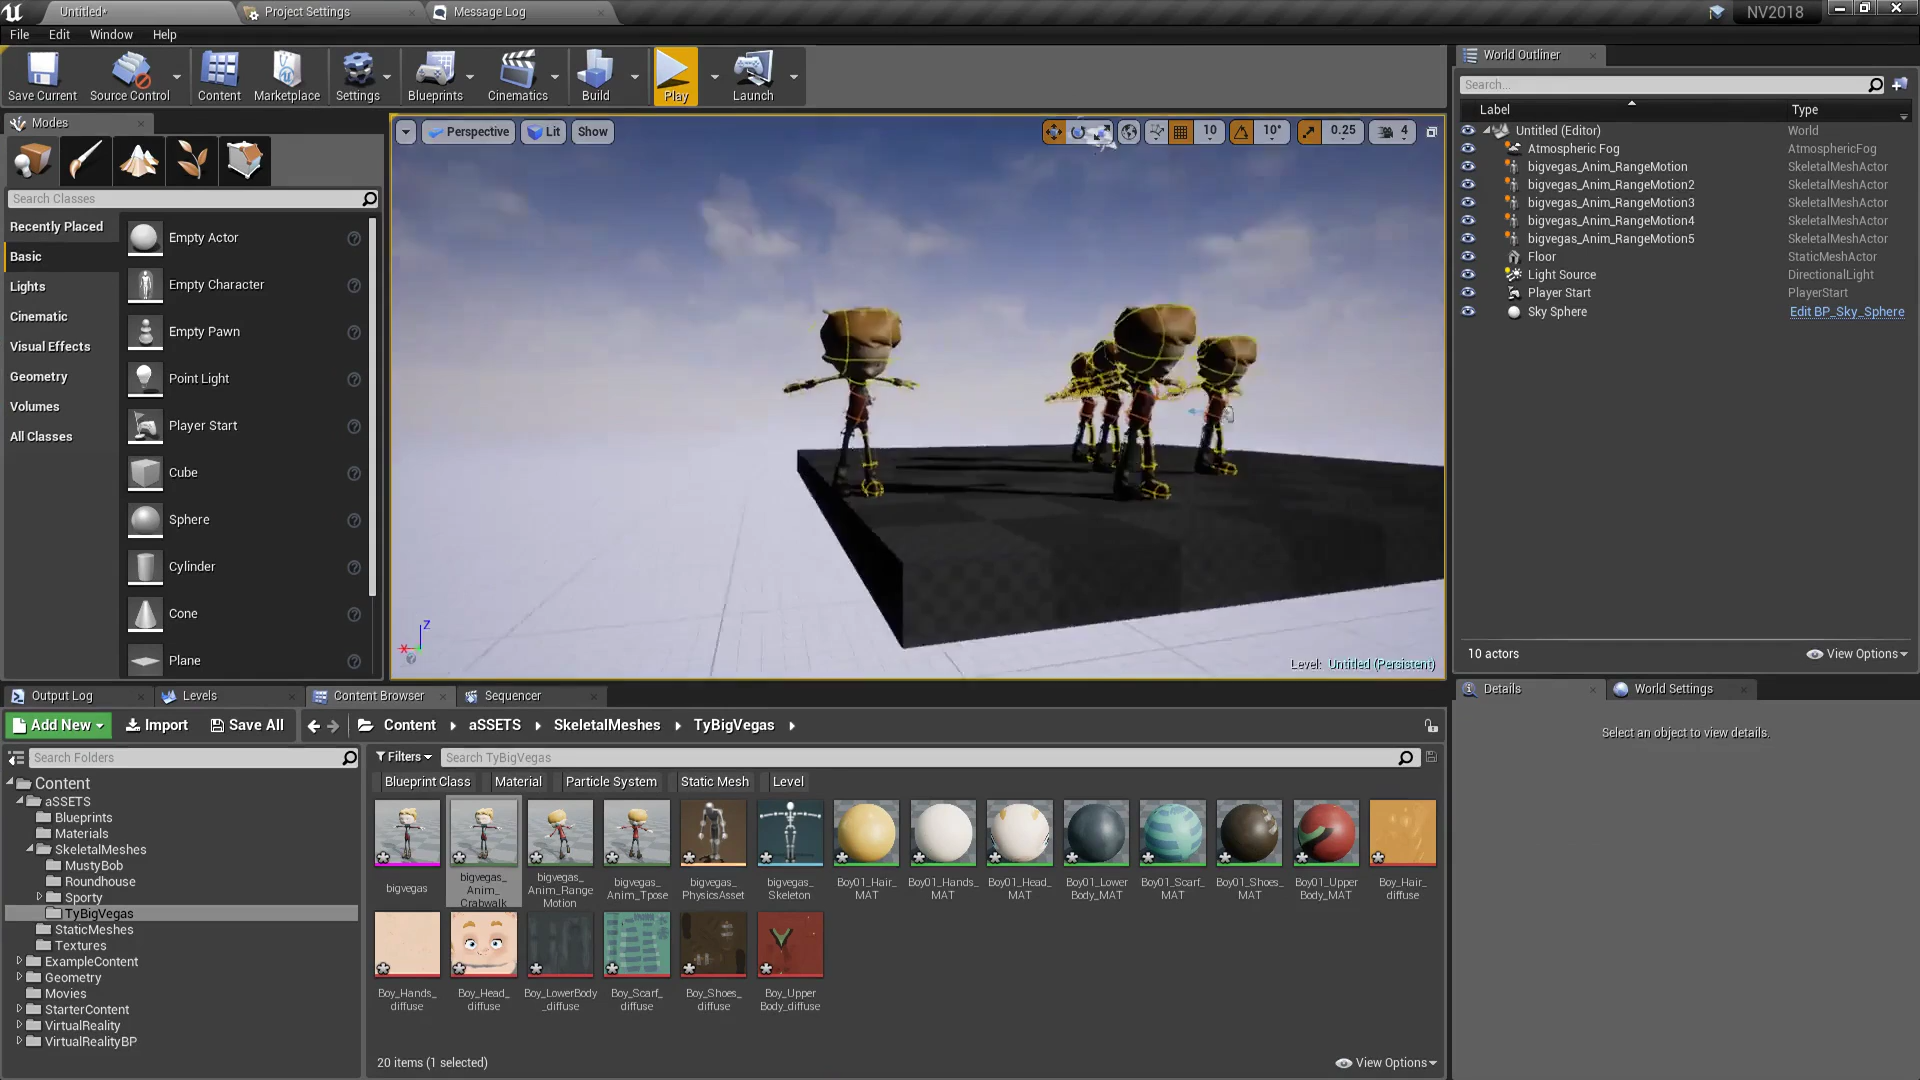 Untitled*
Project Settings
Message Log
NV2018
File Edit Window Help
Save Current
Source Control
Content
Marketplace
Settings
Blueprints
Cinematics
Build
Play
Launch
Modes
Search Classes
Recently Placed
Basic
Lights
Cinematic
Visual Effects
Geometry
Volumes
All Classes
Empty Actor
Empty Character
Empty Pawn
Point Light
Player Start
Cube
Sphere
Cylinder
Cone
Plane
Perspective
Lit
Show
10
10°
0.25
4
Z
X
Level: Untitled (Persistent)
World Outliner
Search...
Label Type
Untitled (Editor) World
Atmospheric Fog AtmosphericFog
bigvegas_Anim_RangeMotion SkeletalMeshActor
bigvegas_Anim_RangeMotion2 SkeletalMeshActor
bigvegas_Anim_RangeMotion3 SkeletalMeshActor
bigvegas_Anim_RangeMotion4 SkeletalMeshActor
bigvegas_Anim_RangeMotion5 SkeletalMeshActor
Floor StaticMeshActor
Light Source DirectionalLight
Player Start PlayerStart
Sky Sphere Edit BP_Sky_Sphere
10 actors
View Options
Details
World Settings
Select an object to view details.
Output Log
Levels
Content Browser
Sequencer
Add New
Import
Save All
Content
aSSETS
SkeletalMeshes
TyBigVegas
Search Folders
Content
aSSETS
Blueprints
Materials
SkeletalMeshes
MustyBob
Roundhouse
Sporty
TyBigVegas
StaticMeshes
Textures
ExampleContent
Geometry
Movies
StarterContent
VirtualReality
VirtualRealityBP
Filters
Search TyBigVegas
Blueprint Class
Material
Particle System
Static Mesh
Level
bigvegas
bigvegas_
Anim_
Crabwalk
bigvegas_
Anim_Range
Motion
bigvegas_
Anim_Tpose
bigvegas_
PhysicsAsset
bigvegas_
Skeleton
Boy01_Hair_
MAT
Boy01_Hands_
MAT
Boy01_Head_
MAT
Boy01_Lower
Body_MAT
Boy01_Scarf_
MAT
Boy01_Shoes_
MAT
Boy01_Upper
Body_MAT
Boy_Hair_
diffuse
Boy_Hands_
diffuse
Boy_Head_
diffuse
Boy_LowerBody
_diffuse
Boy_Scarf_
diffuse
Boy_Shoes_
diffuse
Boy_Upper
Body_diffuse
20 items (1 selected)
View Options